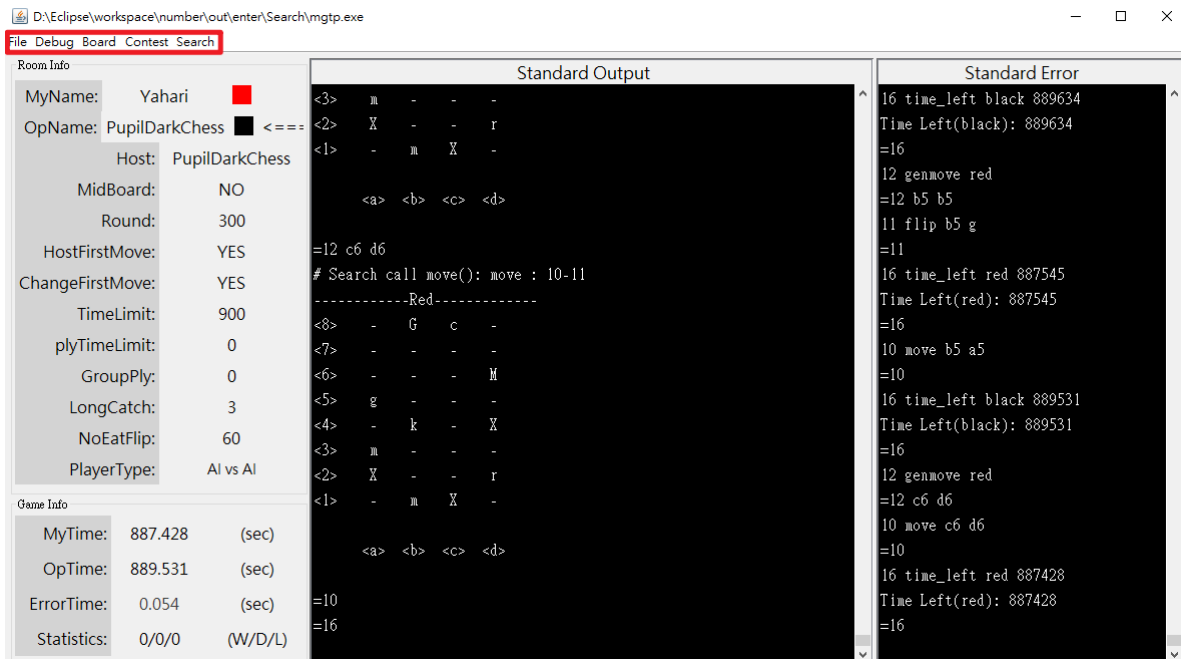 D:\Eclipse\workspace\number\out\enter\Search\mgtp.exe
File Debug Board Contest Search
Room Info
MyName: Yahari
OpName: PupilDarkChess <===
Host: PupilDarkChess
MidBoard: NO
Round: 300
HostFirstMove: YES
ChangeFirstMove: YES
TimeLimit: 900
plyTimeLimit: 0
GroupPly: 0
LongCatch: 3
NoEatFlip: 60
PlayerType: AI vs AI
Game Info
MyTime: 887.428 (sec)
OpTime: 889.531 (sec)
ErrorTime: 0.054 (sec)
Statistics: 0/0/0 (W/D/L)
Standard Output
<3> m - - -
<2> X - - r
<1> - m X -
<a> <b> <c> <d>
=12 c6 d6
# Search call move(): move : 10-11
------------Red-------------
<8> - G c -
<7> - - - -
<6> - - - M
<5> g - - -
<4> - k - X
<3> m - - -
<2> X - - r
<1> - m X -
<a> <b> <c> <d>
=10
=16
Standard Error
16 time_left black 889634
Time Left(black): 889634
=16
12 genmove red
=12 b5 b5
11 flip b5 g
=11
16 time_left red 887545
Time Left(red): 887545
=16
10 move b5 a5
=10
16 time_left black 889531
Time Left(black): 889531
=16
12 genmove red
=12 c6 d6
10 move c6 d6
=10
16 time_left red 887428
Time Left(red): 887428
=16